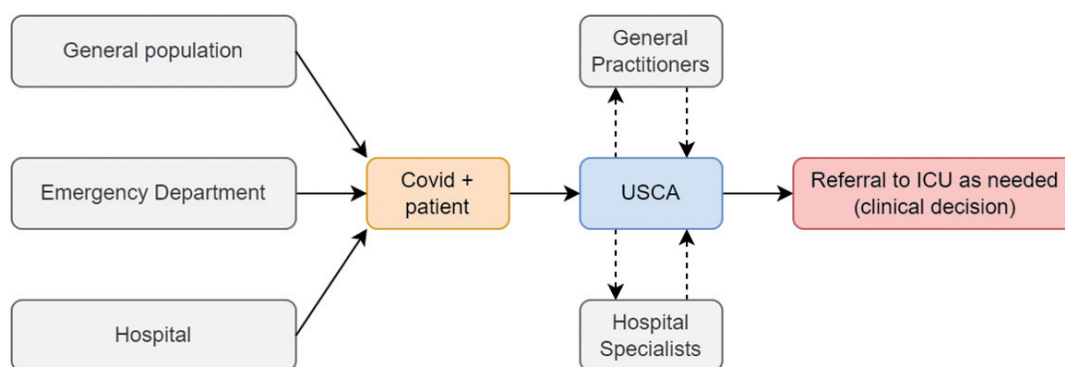 General population
General
Practitioners
Emergency Department
Covid +
patient
USCA
Referral to ICU as needed
(clinical decision)
Hospital
Hospital
Specialists